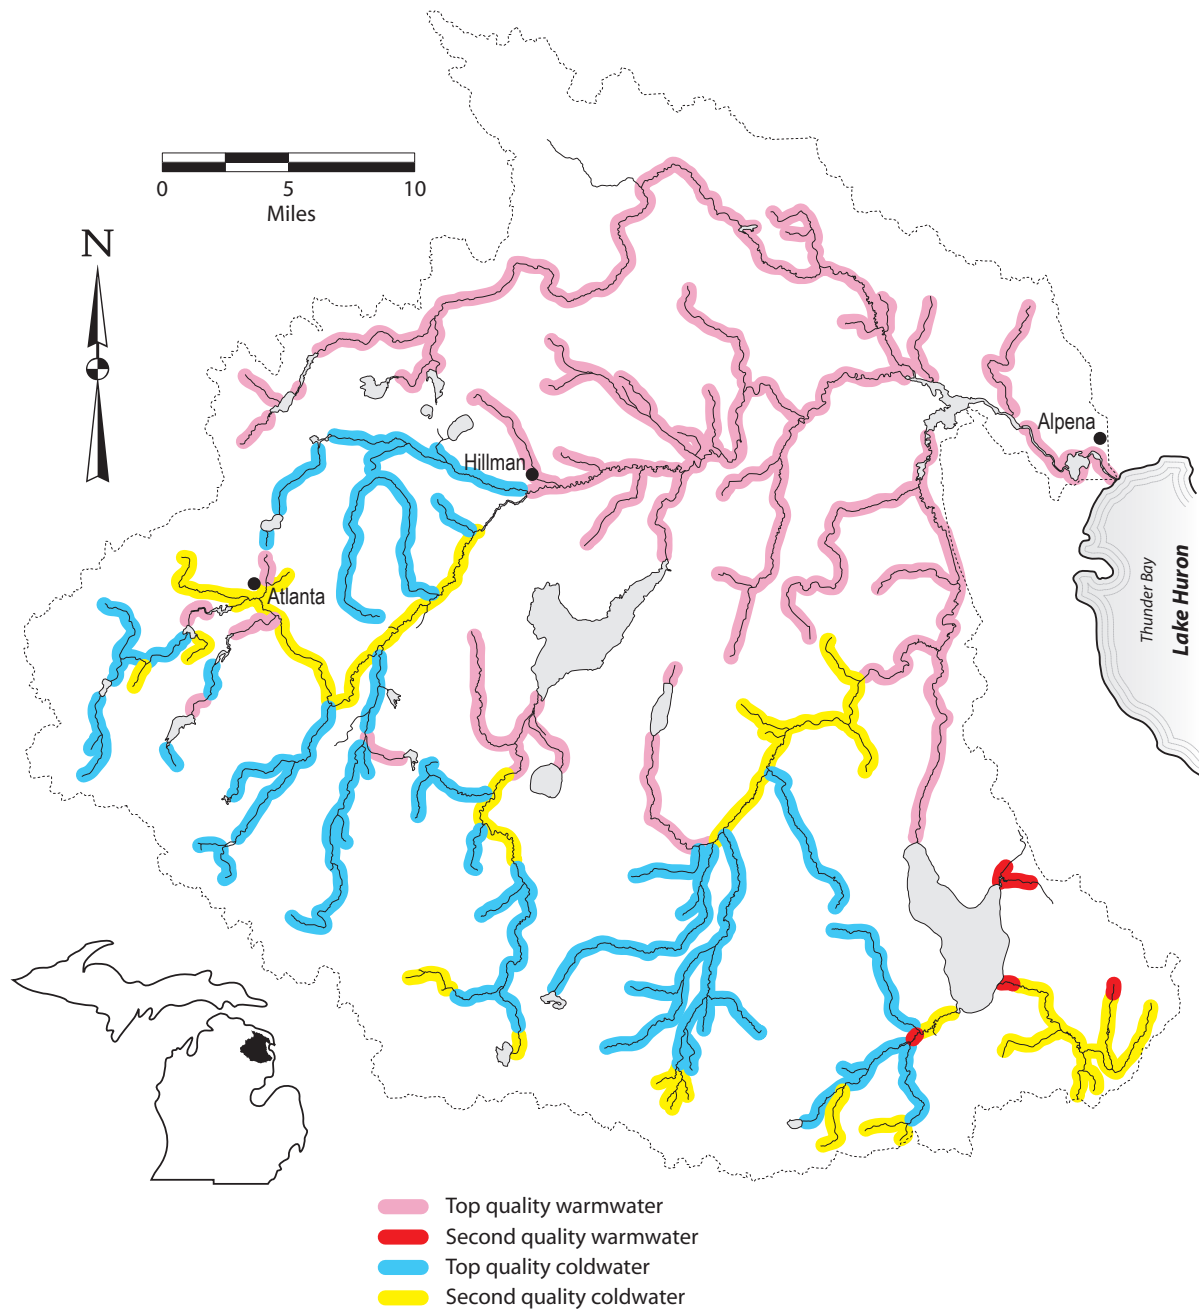 0 5 10
Miles
N
Alpena
Hillman
Atlanta
Thunder Bay
Lake Huron
Top quality warmwater
Second quality warmwater
Top quality coldwater
Second quality coldwater